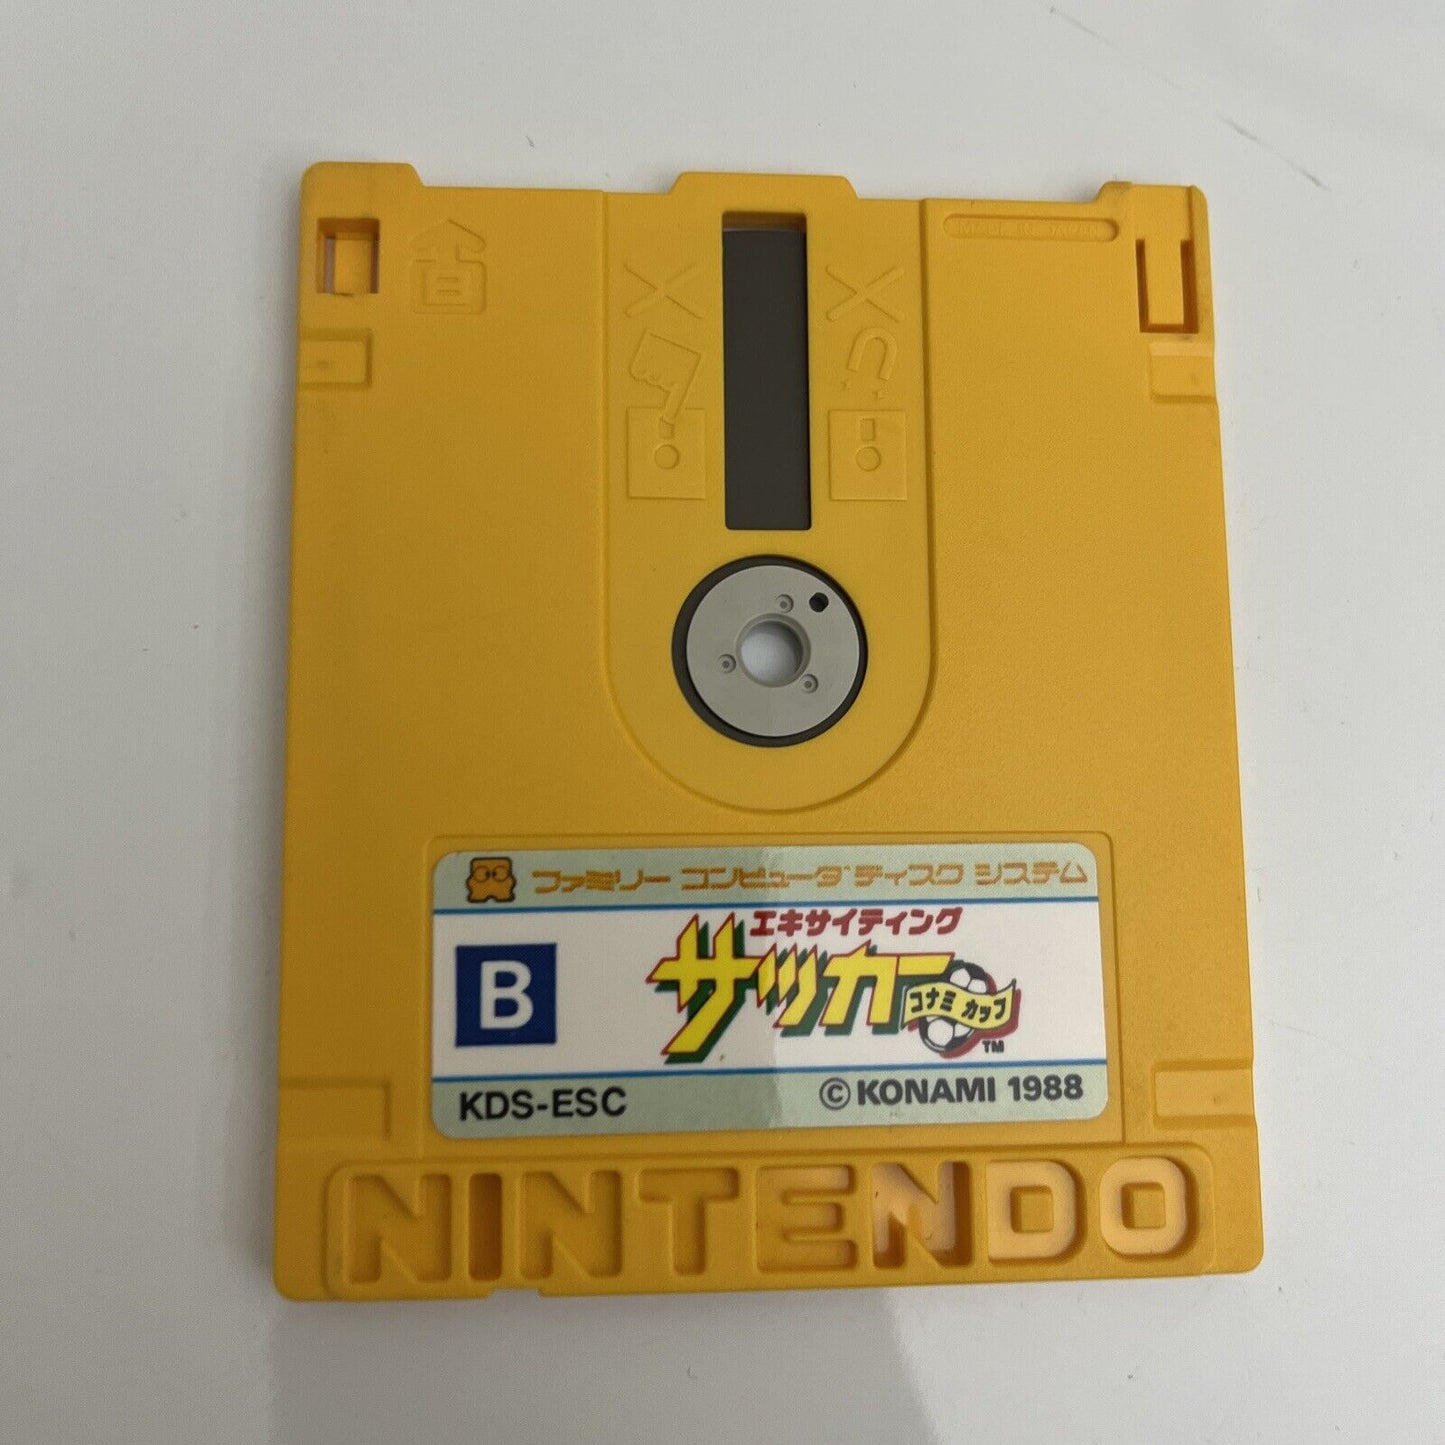 MADE IN JAPAN
ファミリー コンピュータ ディスク システム
B
エキサイティング
サッカー
コナミ カップ
TM
KDS-ESC
©KONAMI 1988
NINTENDO